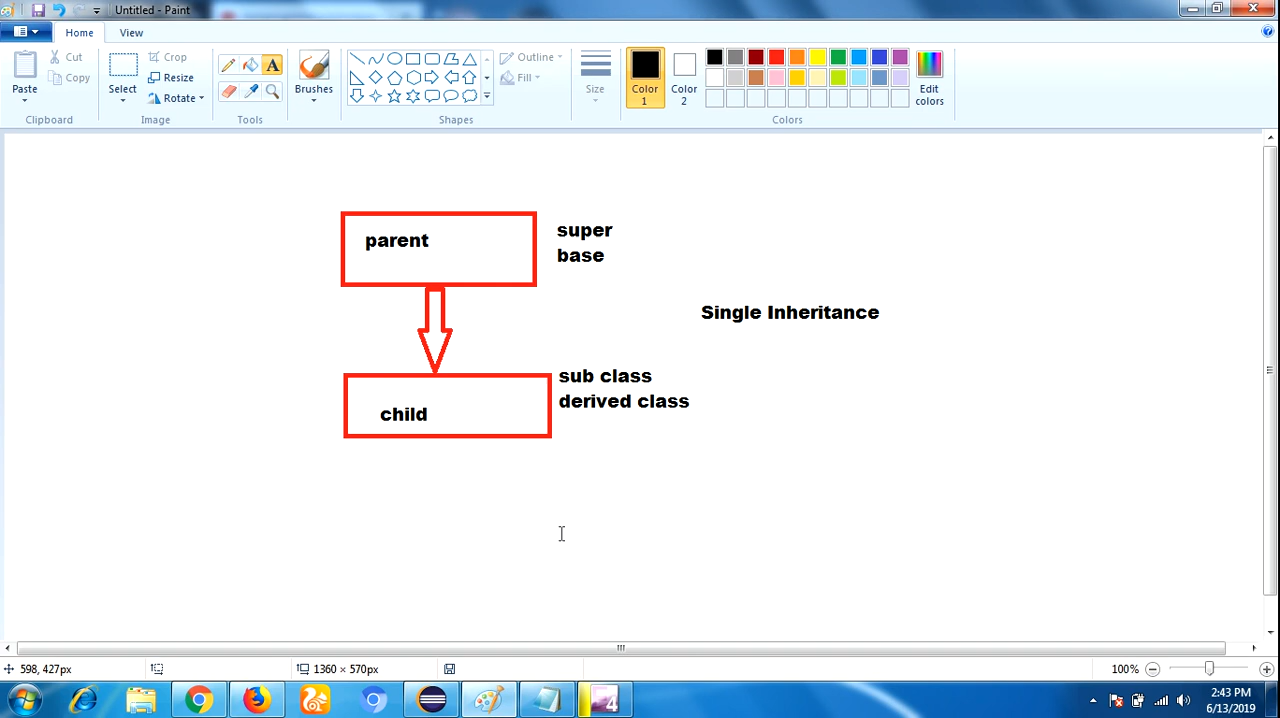 Untitled - Paint
Home
View
Paste
Cut
Copy
Clipboard
Select
Crop
Resize
Rotate
Image
Tools
Brushes
Shapes
Outline
Fill
Size
Color 1
Color 2
Edit colors
Colors
parent
super
base
Single Inheritance
child
sub class
derived class
598, 427px
1360 × 570px
100%
4
2:43 PM
6/13/2019